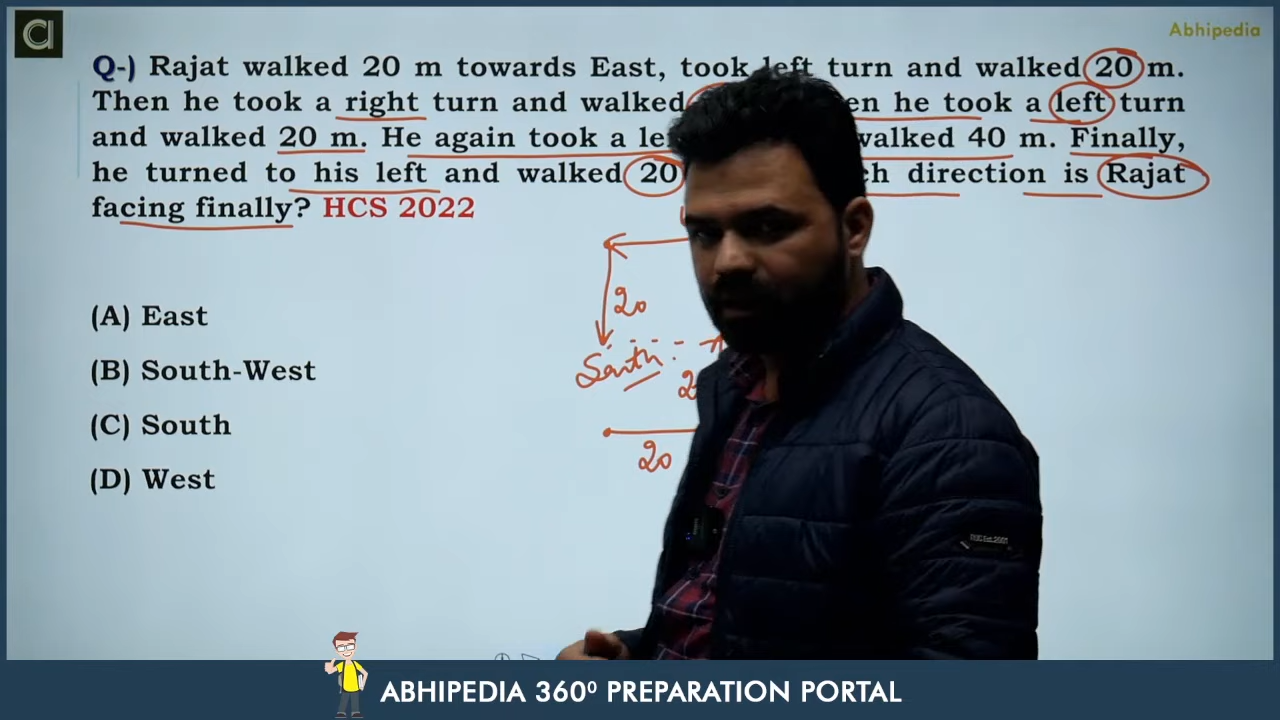 CA
Abhipedia
Q-) Rajat walked 20 m towards East, took left turn and walked 20 m.
Then he took a right turn and walked en he took a left turn
and walked 20 m. He again took a le walked 40 m. Finally,
he turned to his left and walked 20 ch direction is Rajat
facing finally? HCS 2022
20
South
(A) East
(B) South-West
(C) South
(D) West
20
ABHIPEDIA 360⁰ PREPARATION PORTAL